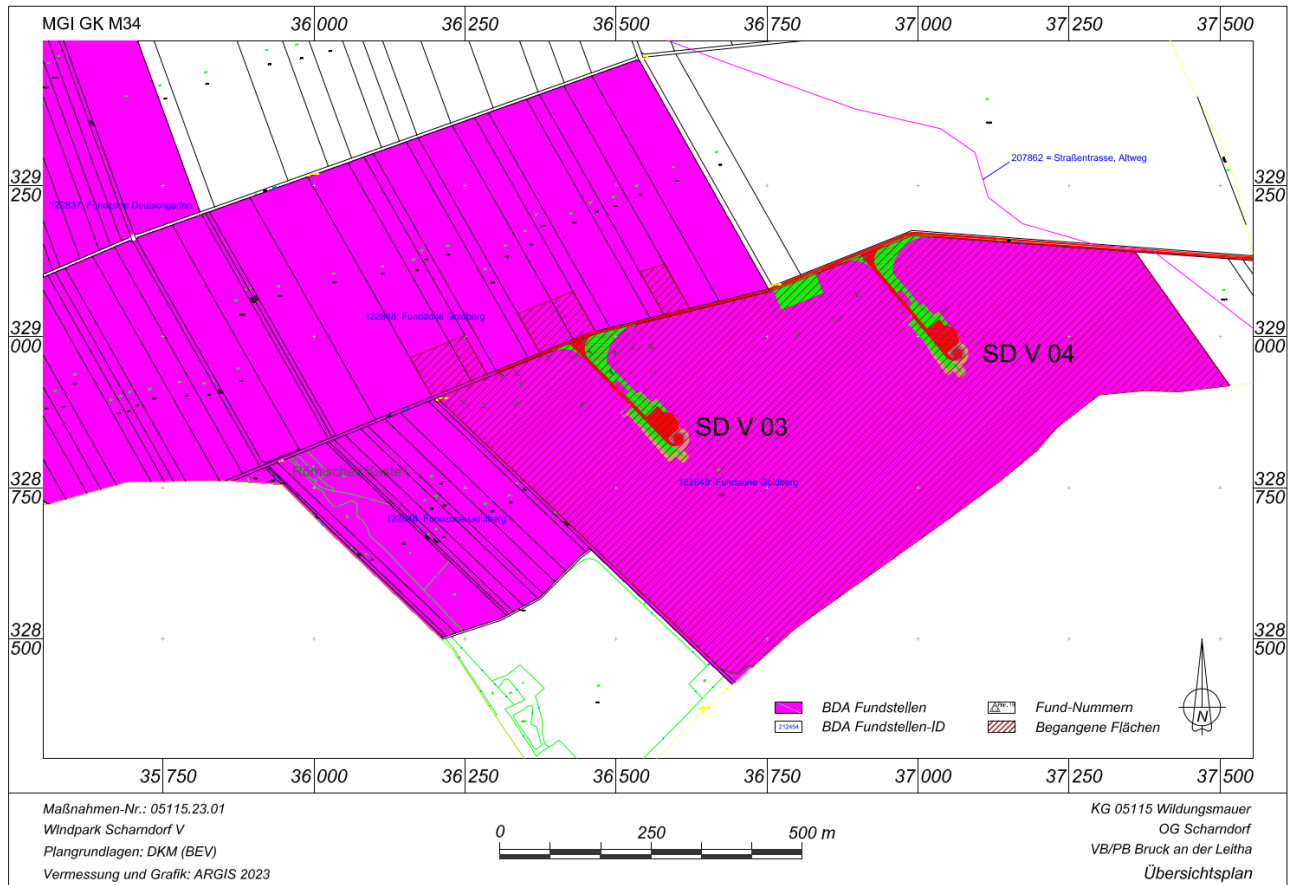 MGI GK M34
36 000
36 250
36 500
36 750
37 000
37 250
37 500
329
250
329
250
207862 = Straßentrasse, Altweg
122837: Fundzone Deutschgarten
122848: Fundzone Goldberg
329
000
329
000
SD V 04
SD V 03
Römisches Kastell
122848: Fundzone Goldberg
328
750
328
750
122848: Fundzone Goldberg
328
500
328
500
BDA Fundstellen
Fund-Nummern
212454
BDA Fundstellen-ID
Begangene Flächen
N
35 750
36 000
36 250
36 500
36 750
37 000
37 250
37 500
Maßnahmen-Nr.: 05115.23.01
Windpark Scharndorf V
Plangrundlagen: DKM (BEV)
Vermessung und Grafik: ARGIS 2023
0
250
500 m
KG 05115 Wildungsmauer
OG Scharndorf
VB/PB Bruck an der Leitha
Übersichtsplan